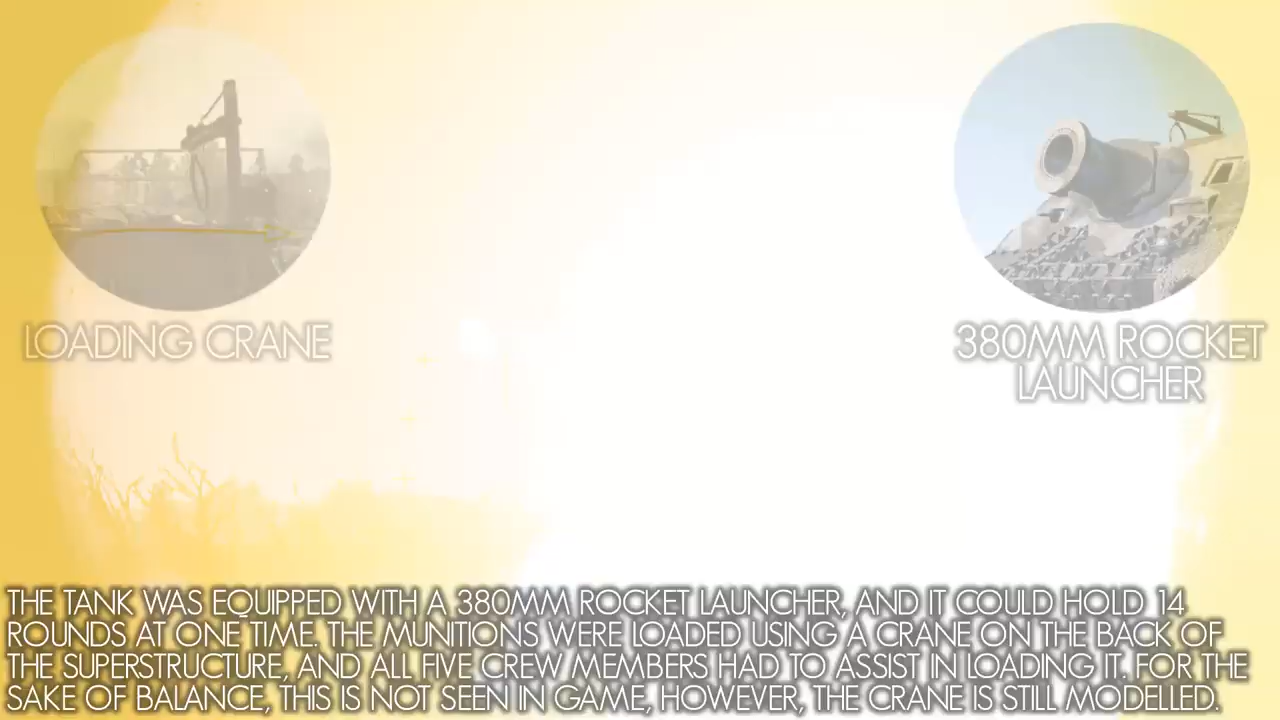 LOADING CRANE
380MM ROCKET
LAUNCHER
THE TANK WAS EQUIPPED WITH A 380MM ROCKET LAUNCHER, AND IT COULD HOLD 14
ROUNDS AT ONE TIME. THE MUNITIONS WERE LOADED USING A CRANE ON THE BACK OF
THE SUPERSTRUCTURE, AND ALL FIVE CREW MEMBERS HAD TO ASSIST IN LOADING IT. FOR THE
SAKE OF BALANCE, THIS IS NOT SEEN IN GAME, HOWEVER, THE CRANE IS STILL MODELLED.